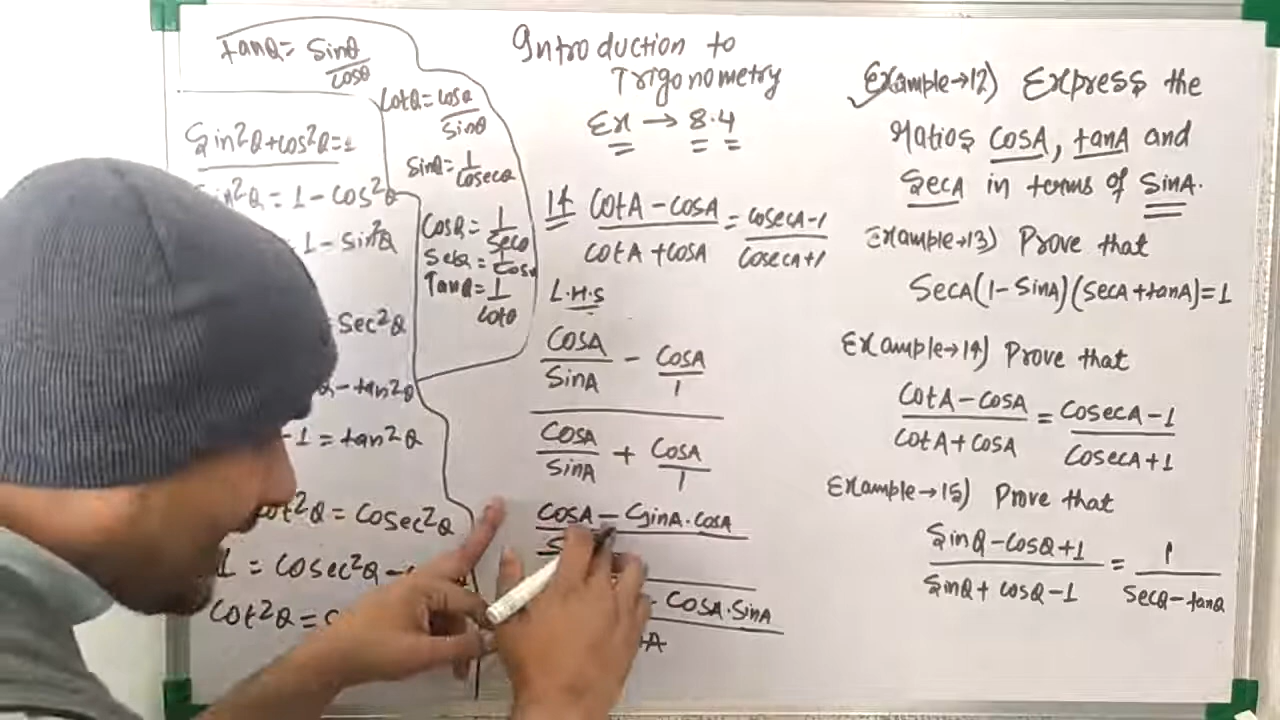 tanθ = Sinθ
Cosθ
Sin²θ+cos²θ=1
Sin²θ = 1 - cos²θ
= 1 - Sin²θ
Sec²θ
- tan²θ
-1 = tan²θ
cot²θ = Cosec²θ
1 = Cosec²θ -
Cot²θ =
Cotθ = Cosθ
Sinθ
Sinθ = 1
Cosecθ
Cosθ = 1
Secθ
Secθ = 1
Cosθ
Tanθ = 1
Cotθ
Introduction to
Trigonometry
Ex → 8.4
14 CotA - CosA = CosecA-1
CotA + CosA CosecA+1
L.H.S
CosA - CosA
SinA 1
CosA + CosA
SinA 1
CosA - SinA.CosA
CosA.SinA
Example→12) Express the
Ratios CosA, tanA and
SecA in terms of SinA.
Example→13) Prove that
SecA(1-SinA)(SecA+tanA)=1
Example→14) Prove that
CotA - CosA = CosecA - 1
CotA + CosA CosecA + 1
Example→15) Prove that
Sinθ - Cosθ + 1 = 1
Sinθ + Cosθ - 1 Secθ - tanθ